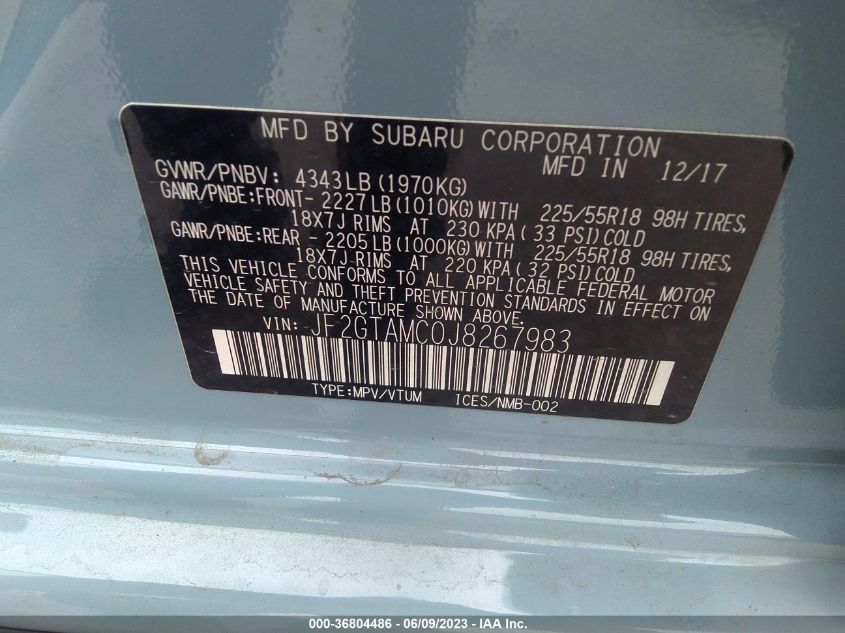 MFD BY SUBARU CORPORATION
MFD IN 12/17
GVWR/PNBV: 4343LB(1970KG)
GAWR/PNBE:FRONT- 2227LB(1010KG)WITH 225/55R18 98H TIRES,
18X7J RIMS AT 230 KPA(33 PSI)COLD
GAWR/PNBE:REAR - 2205LB(1000KG)WITH 225/55R18 98H TIRES,
18X7J RIMS AT 220 KPA(32 PSI)COLD
THIS VEHICLE CONFORMS TO ALL APPLICABLE FEDERAL MOTOR
VEHICLE SAFETY AND THEFT PREVENTION STANDARDS IN EFFECT ON
THE DATE OF MANUFACTURE SHOWN ABOVE.
VIN: JF2GTAMC0J8267983
TYPE:MPV/VTUM ICES/NMB-002
000-36804486 - 06/09/2023 - IAA Inc.